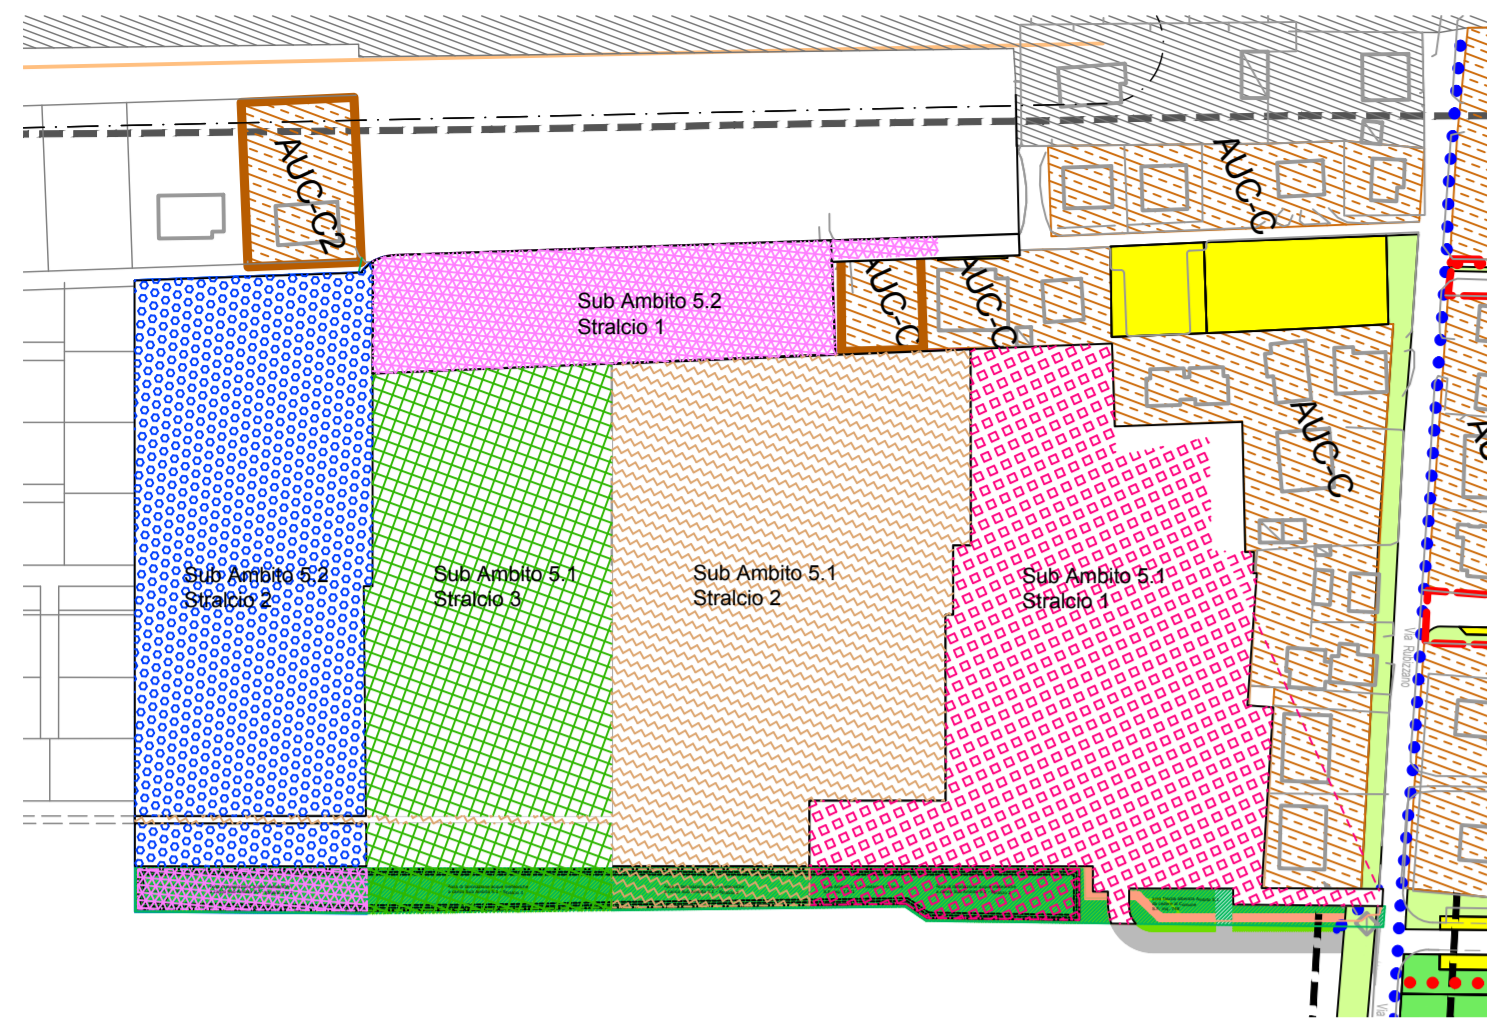 AUC-C2
AUC-C
Sub Ambito 5.2
Stralcio 1
AUC-C
AUC-C
AUC-C
Sub Ambito 5.2
Stralcio 2
Sub Ambito 5.1
Stralcio 3
Sub Ambito 5.1
Stralcio 2
Sub Ambito 5.1
Stralcio 1
Via Rubizzano
Via